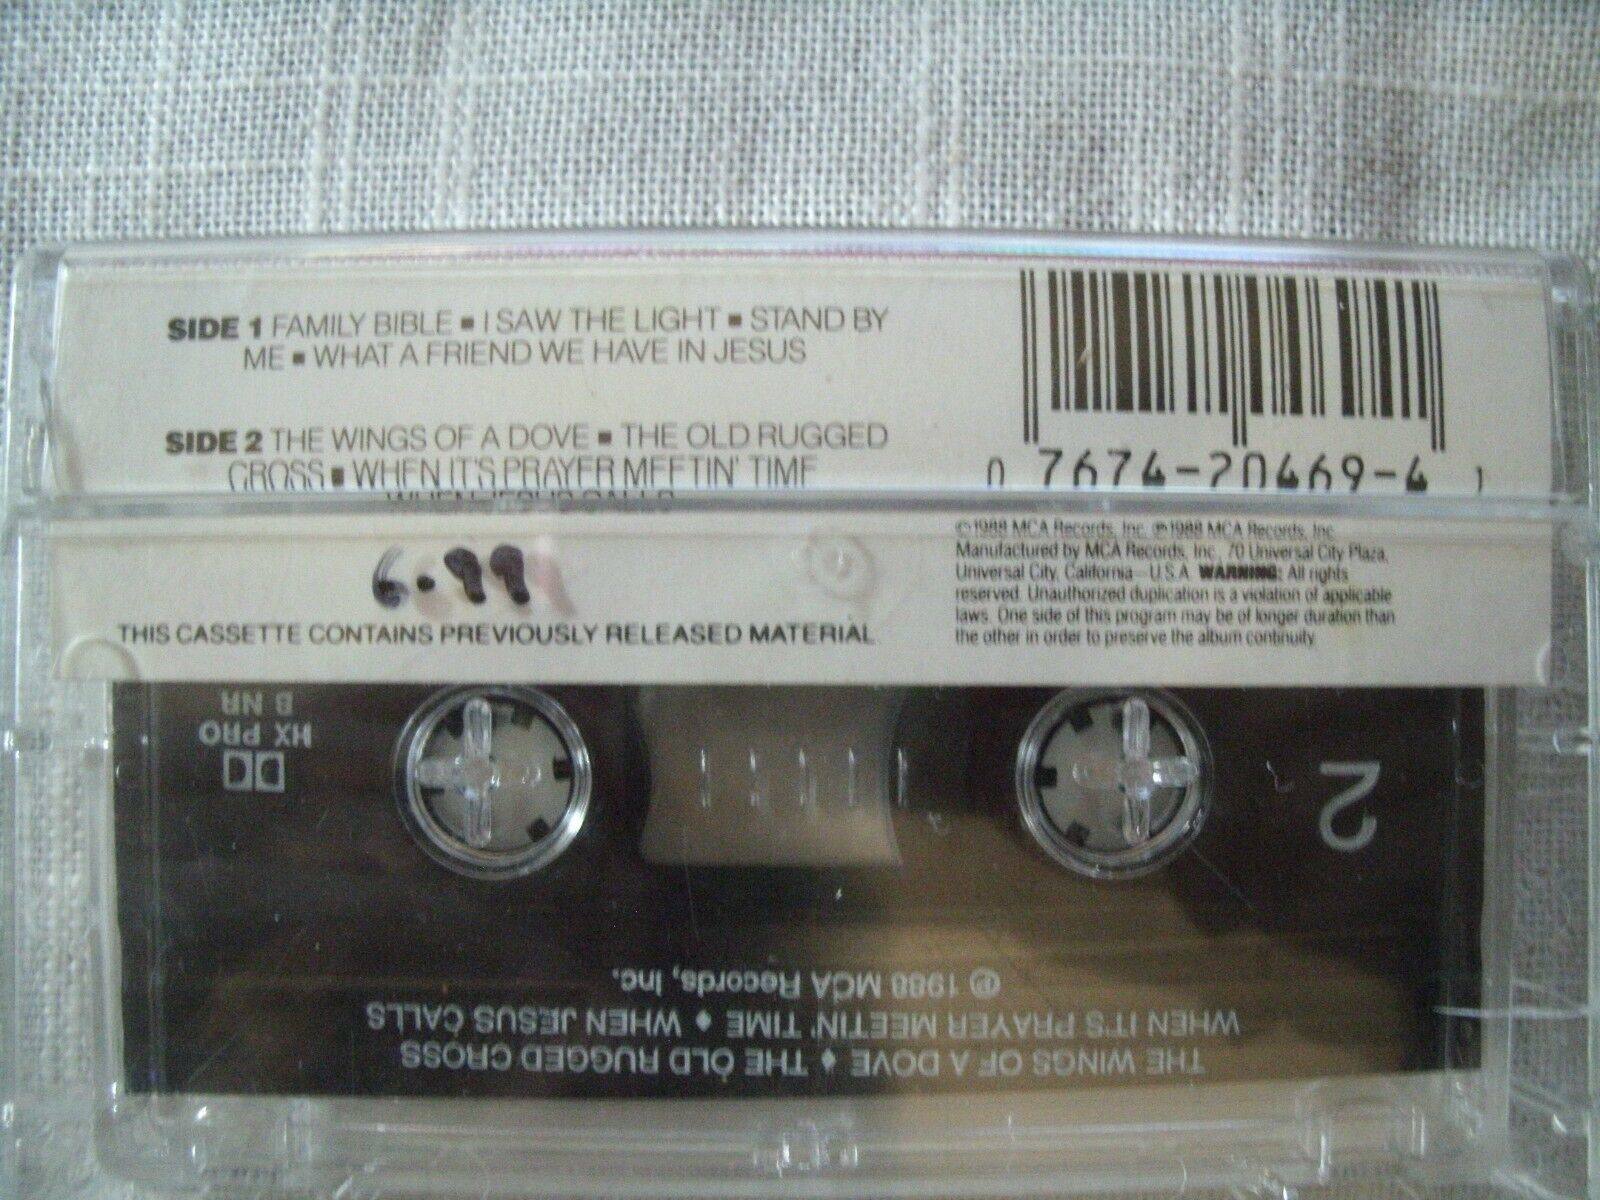 SIDE 1 FAMILY BIBLE ▪ I SAW THE LIGHT ▪ STAND BY
ME ▪ WHAT A FRIEND WE HAVE IN JESUS
SIDE 2 THE WINGS OF A DOVE ▪ THE OLD RUGGED
CROSS ▪ WHEN IT'S PRAYER MEETIN' TIME
WHEN JESUS CALLS
0 7674-20469-4 1
6.99
THIS CASSETTE CONTAINS PREVIOUSLY RELEASED MATERIAL
©1988 MCA Records, Inc. ℗1988 MCA Records, Inc.
Manufactured by MCA Records, Inc., 70 Universal City Plaza,
Universal City, California—U.S.A. WARNING: All rights
reserved. Unauthorized duplication is a violation of applicable
laws. One side of this program may be of longer duration than
the other in order to preserve the album continuity.
THE WINGS OF A DOVE ♦ THE OLD RUGGED CROSS
WHEN IT'S PRAYER MEETIN' TIME ♦ WHEN JESUS CALLS
℗ 1988 MCA Records, Inc.
2
HX PRO
B NR